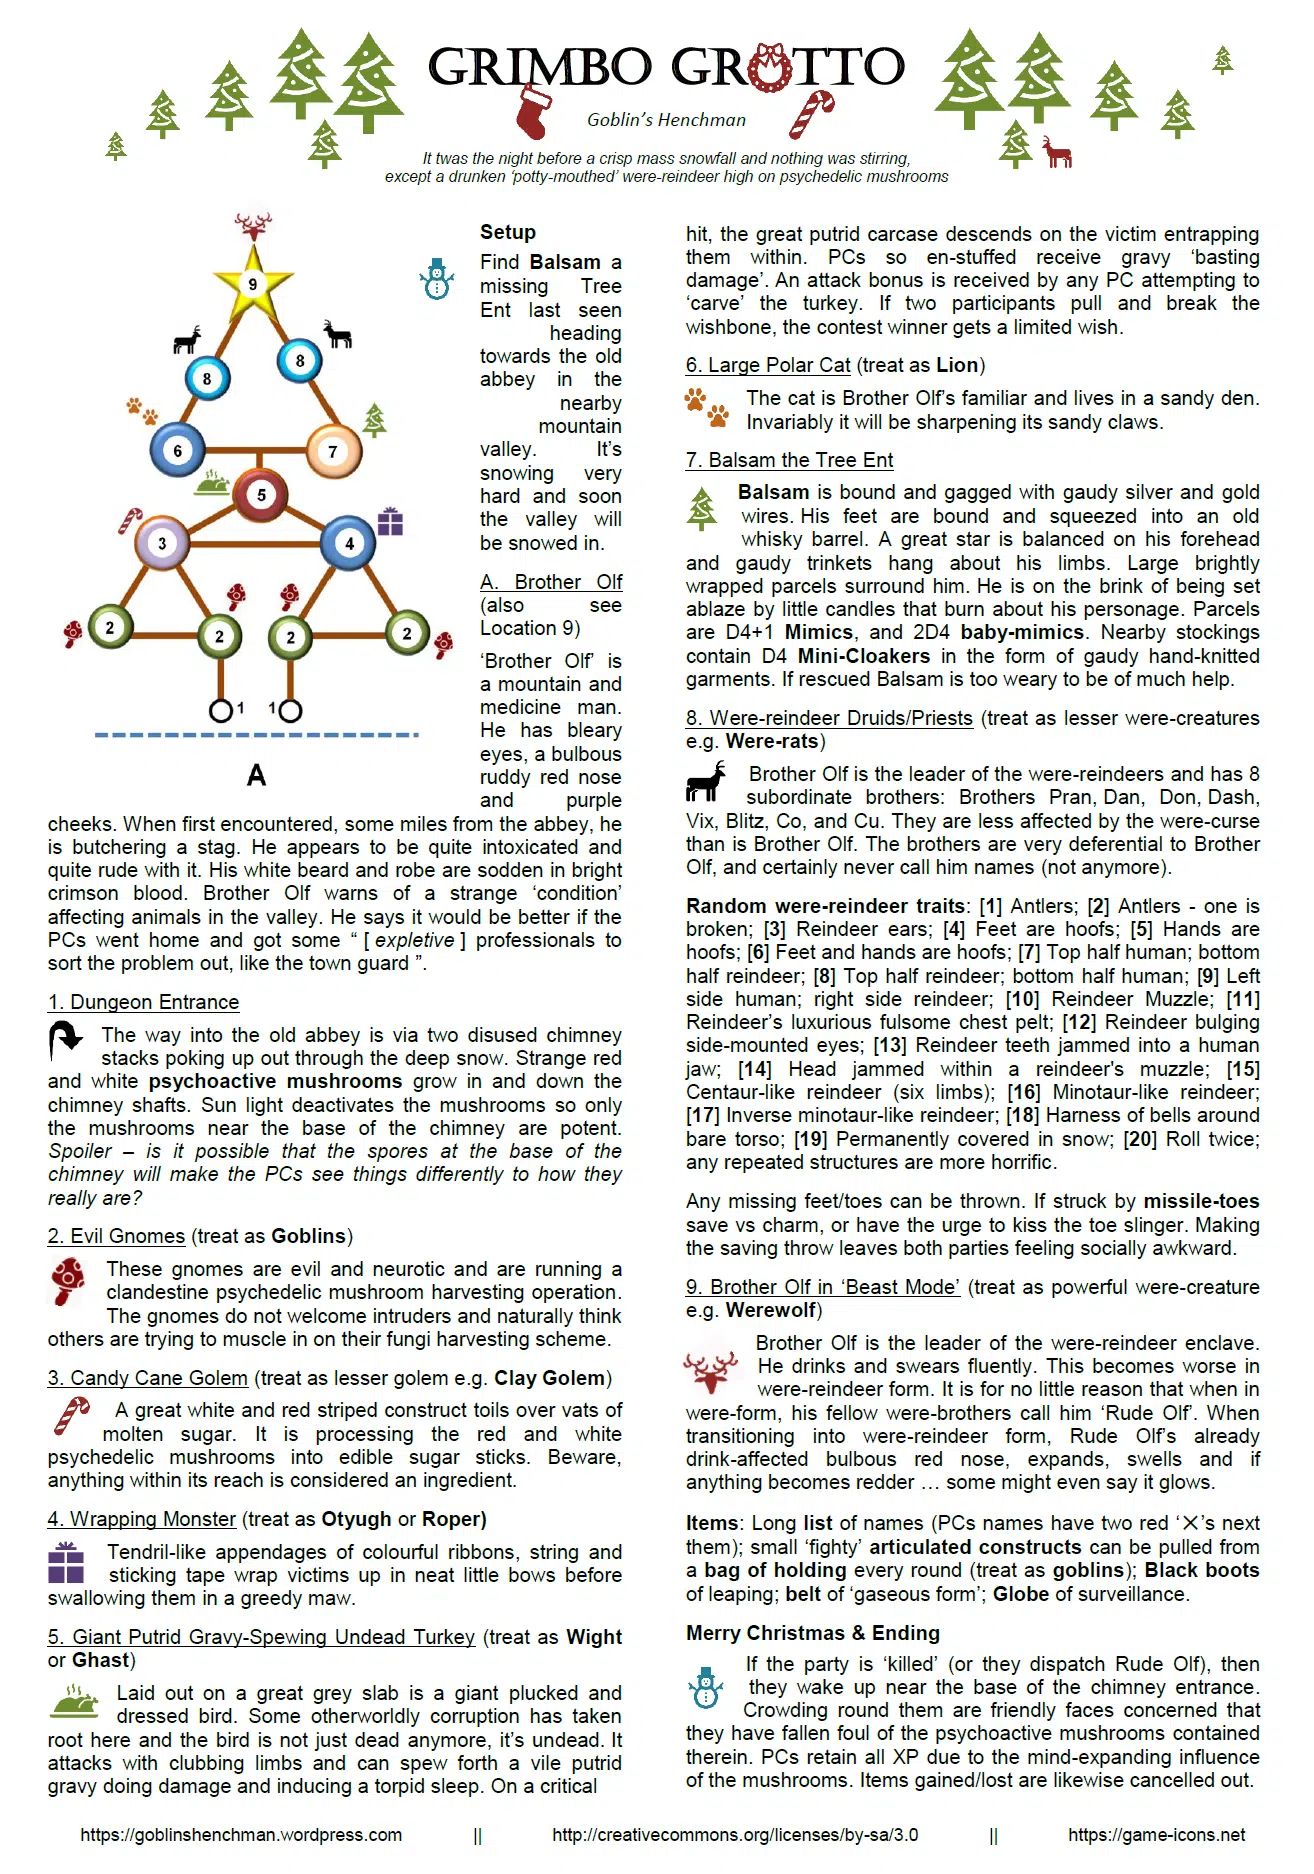 GRIMBO GROTTO
Goblin's Henchman
It twas the night before a crisp mass snowfall and nothing was stirring,
except a drunken ‘potty-mouthed’ were-reindeer high on psychedelic mushrooms
9
8
8
6
7
5
3
4
2
2
2
2
1
1
A
Setup
Find Balsam a
missing Tree
Ent last seen
heading
towards the old
abbey in the
nearby
mountain
valley. It’s
snowing very
hard and soon
the valley will
be snowed in.
A. Brother Olf
(also see
Location 9)
‘Brother Olf’ is
a mountain and
medicine man.
He has bleary
eyes, a bulbous
ruddy red nose
and purple
cheeks. When first encountered, some miles from the abbey, he
is butchering a stag. He appears to be quite intoxicated and
quite rude with it. His white beard and robe are sodden in bright
crimson blood. Brother Olf warns of a strange ‘condition’
affecting animals in the valley. He says it would be better if the
PCs went home and got some “ [ expletive ] professionals to
sort the problem out, like the town guard ”.
1. Dungeon Entrance
The way into the old abbey is via two disused chimney
stacks poking up out through the deep snow. Strange red
and white psychoactive mushrooms grow in and down the
chimney shafts. Sun light deactivates the mushrooms so only
the mushrooms near the base of the chimney are potent.
Spoiler – is it possible that the spores at the base of the
chimney will make the PCs see things differently to how they
really are?
2. Evil Gnomes (treat as Goblins)
These gnomes are evil and neurotic and are running a
clandestine psychedelic mushroom harvesting operation.
The gnomes do not welcome intruders and naturally think
others are trying to muscle in on their fungi harvesting scheme.
3. Candy Cane Golem (treat as lesser golem e.g. Clay Golem)
A great white and red striped construct toils over vats of
molten sugar. It is processing the red and white
psychedelic mushrooms into edible sugar sticks. Beware,
anything within its reach is considered an ingredient.
4. Wrapping Monster (treat as Otyugh or Roper)
Tendril-like appendages of colourful ribbons, string and
sticking tape wrap victims up in neat little bows before
swallowing them in a greedy maw.
5. Giant Putrid Gravy-Spewing Undead Turkey (treat as Wight
or Ghast)
Laid out on a great grey slab is a giant plucked and
dressed bird. Some otherworldly corruption has taken
root here and the bird is not just dead anymore, it’s undead. It
attacks with clubbing limbs and can spew forth a vile putrid
gravy doing damage and inducing a torpid sleep. On a critical
hit, the great putrid carcase descends on the victim entrapping
them within. PCs so en-stuffed receive gravy ‘basting
damage’. An attack bonus is received by any PC attempting to
‘carve’ the turkey. If two participants pull and break the
wishbone, the contest winner gets a limited wish.
6. Large Polar Cat (treat as Lion)
The cat is Brother Olf’s familiar and lives in a sandy den.
Invariably it will be sharpening its sandy claws.
7. Balsam the Tree Ent
Balsam is bound and gagged with gaudy silver and gold
wires. His feet are bound and squeezed into an old
whisky barrel. A great star is balanced on his forehead
and gaudy trinkets hang about his limbs. Large brightly
wrapped parcels surround him. He is on the brink of being set
ablaze by little candles that burn about his personage. Parcels
are D4+1 Mimics, and 2D4 baby-mimics. Nearby stockings
contain D4 Mini-Cloakers in the form of gaudy hand-knitted
garments. If rescued Balsam is too weary to be of much help.
8. Were-reindeer Druids/Priests (treat as lesser were-creatures
e.g. Were-rats)
Brother Olf is the leader of the were-reindeers and has 8
subordinate brothers: Brothers Pran, Dan, Don, Dash,
Vix, Blitz, Co, and Cu. They are less affected by the were-curse
than is Brother Olf. The brothers are very deferential to Brother
Olf, and certainly never call him names (not anymore).
Random were-reindeer traits: [1] Antlers; [2] Antlers - one is
broken; [3] Reindeer ears; [4] Feet are hoofs; [5] Hands are
hoofs; [6] Feet and hands are hoofs; [7] Top half human; bottom
half reindeer; [8] Top half reindeer; bottom half human; [9] Left
side human; right side reindeer; [10] Reindeer Muzzle; [11]
Reindeer’s luxurious fulsome chest pelt; [12] Reindeer bulging
side-mounted eyes; [13] Reindeer teeth jammed into a human
jaw; [14] Head jammed within a reindeer's muzzle; [15]
Centaur-like reindeer (six limbs); [16] Minotaur-like reindeer;
[17] Inverse minotaur-like reindeer; [18] Harness of bells around
bare torso; [19] Permanently covered in snow; [20] Roll twice;
any repeated structures are more horrific.
Any missing feet/toes can be thrown. If struck by missile-toes
save vs charm, or have the urge to kiss the toe slinger. Making
the saving throw leaves both parties feeling socially awkward.
9. Brother Olf in ‘Beast Mode’ (treat as powerful were-creature
e.g. Werewolf)
Brother Olf is the leader of the were-reindeer enclave.
He drinks and swears fluently. This becomes worse in
were-reindeer form. It is for no little reason that when in
were-form, his fellow were-brothers call him ‘Rude Olf’. When
transitioning into were-reindeer form, Rude Olf’s already
drink-affected bulbous red nose, expands, swells and if
anything becomes redder … some might even say it glows.
Items: Long list of names (PCs names have two red ‘✕’s next
them); small ‘fighty’ articulated constructs can be pulled from
a bag of holding every round (treat as goblins); Black boots
of leaping; belt of ‘gaseous form’; Globe of surveillance.
Merry Christmas & Ending
If the party is ‘killed’ (or they dispatch Rude Olf), then
they wake up near the base of the chimney entrance.
Crowding round them are friendly faces concerned that
they have fallen foul of the psychoactive mushrooms contained
therein. PCs retain all XP due to the mind-expanding influence
of the mushrooms. Items gained/lost are likewise cancelled out.
https://goblinshenchman.wordpress.com || http://creativecommons.org/licenses/by-sa/3.0 || https://game-icons.net